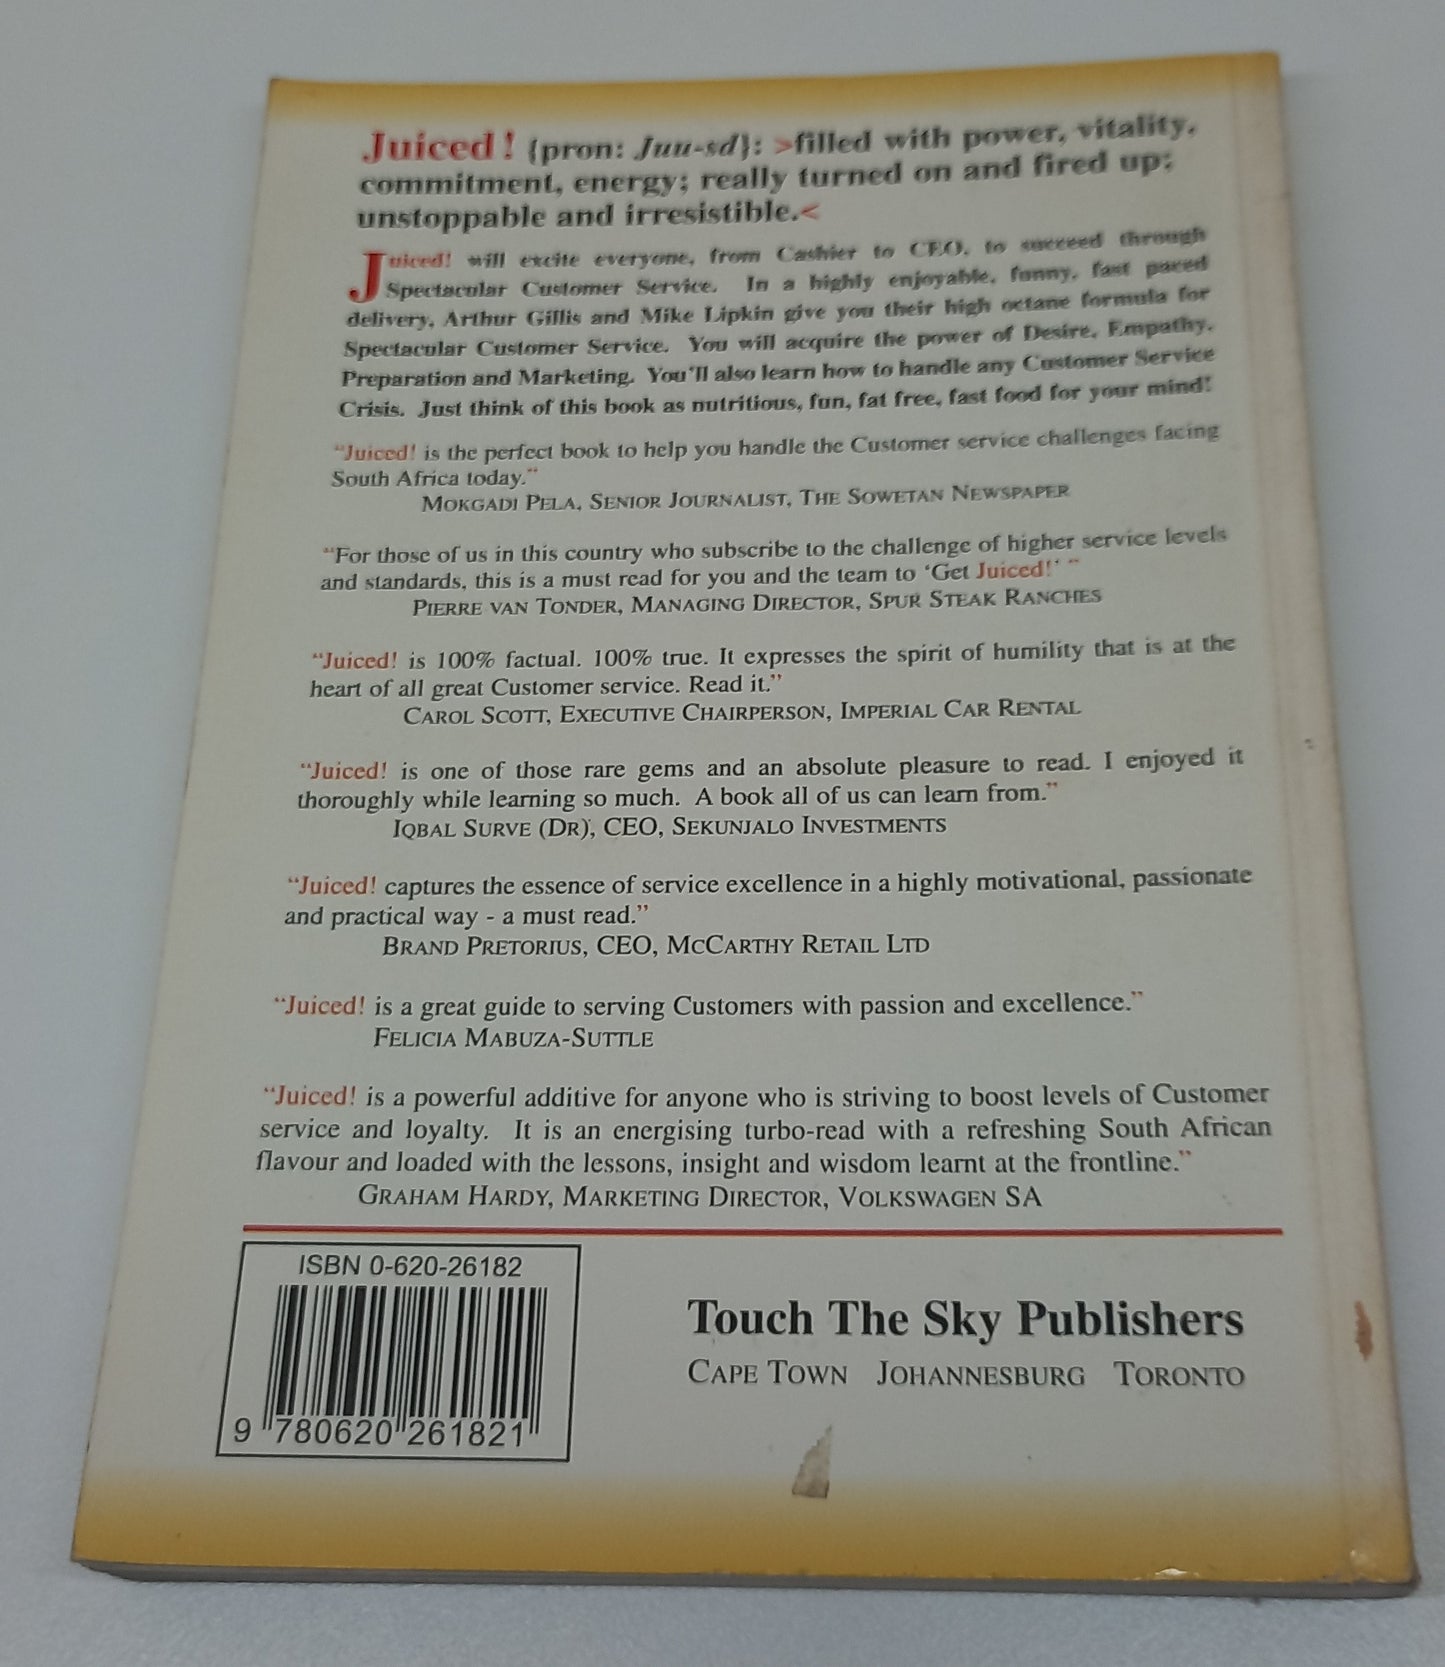 Juiced! {pron: Juu-sd}: >filled with power, vitality,
commitment, energy; really turned on and fired up;
unstoppable and irresistible.<
Juiced! will excite everyone, from Cashier to CEO, to succeed through
Spectacular Customer Service. In a highly enjoyable, funny, fast paced
delivery, Arthur Gillis and Mike Lipkin give you their high octane formula for
Spectacular Customer Service. You will acquire the power of Desire, Empathy,
Preparation and Marketing. You'll also learn how to handle any Customer Service
Crisis. Just think of this book as nutritious, fun, fat free, fast food for your mind!
"Juiced! is the perfect book to help you handle the Customer service challenges facing
South Africa today."
MOKGADI PELA, SENIOR JOURNALIST, THE SOWETAN NEWSPAPER
"For those of us in this country who subscribe to the challenge of higher service levels
and standards, this is a must read for you and the team to 'Get Juiced!' "
PIERRE VAN TONDER, MANAGING DIRECTOR, SPUR STEAK RANCHES
"Juiced! is 100% factual. 100% true. It expresses the spirit of humility that is at the
heart of all great Customer service. Read it."
CAROL SCOTT, EXECUTIVE CHAIRPERSON, IMPERIAL CAR RENTAL
"Juiced! is one of those rare gems and an absolute pleasure to read. I enjoyed it
thoroughly while learning so much. A book all of us can learn from."
IQBAL SURVE (DR), CEO, SEKUNJALO INVESTMENTS
"Juiced! captures the essence of service excellence in a highly motivational, passionate
and practical way - a must read."
BRAND PRETORIUS, CEO, MCCARTHY RETAIL LTD
"Juiced! is a great guide to serving Customers with passion and excellence."
FELICIA MABUZA-SUTTLE
"Juiced! is a powerful additive for anyone who is striving to boost levels of Customer
service and loyalty. It is an energising turbo-read with a refreshing South African
flavour and loaded with the lessons, insight and wisdom learnt at the frontline."
GRAHAM HARDY, MARKETING DIRECTOR, VOLKSWAGEN SA
ISBN 0-620-26182
9 780620 261821
Touch The Sky Publishers
CAPE TOWN JOHANNESBURG TORONTO